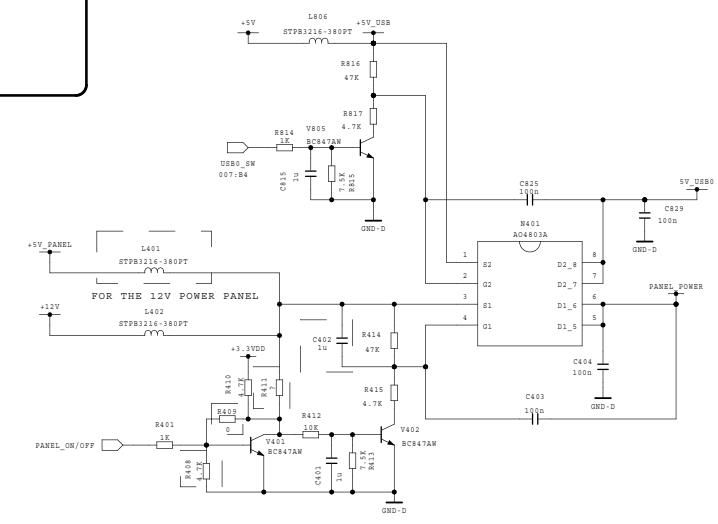 L806
+5V
+5V_USB
STPB3216-380PT
R816
47K
R817
4.7K
V805
BC847AW
R814
1K
USB0_SW
007:B4
C815
1u
7.5K
R815
GND-D
C825
100n
5V_USB0
C829
100n
GND-D
N401
AO4803A
1
S2
D2_8
8
2
G2
D2_7
7
3
S1
D1_6
6
4
G1
D1_5
5
PANEL_POWER
+5V_PANEL
L401
STPB3216-380PT
FOR THE 12V POWER PANEL
+12V
L402
STPB3216-380PT
+3.3VDD
C402
1u
R414
47K
R415
4.7K
C404
100n
GND-D
C403
100n
R410
4.7K
R411
?
R409
0
R401
1K
PANEL_ON/OFF
R408
4.7K
V401
BC847AW
R412
10K
C401
1u
7.5K
R413
V402
BC847AW
GND-D